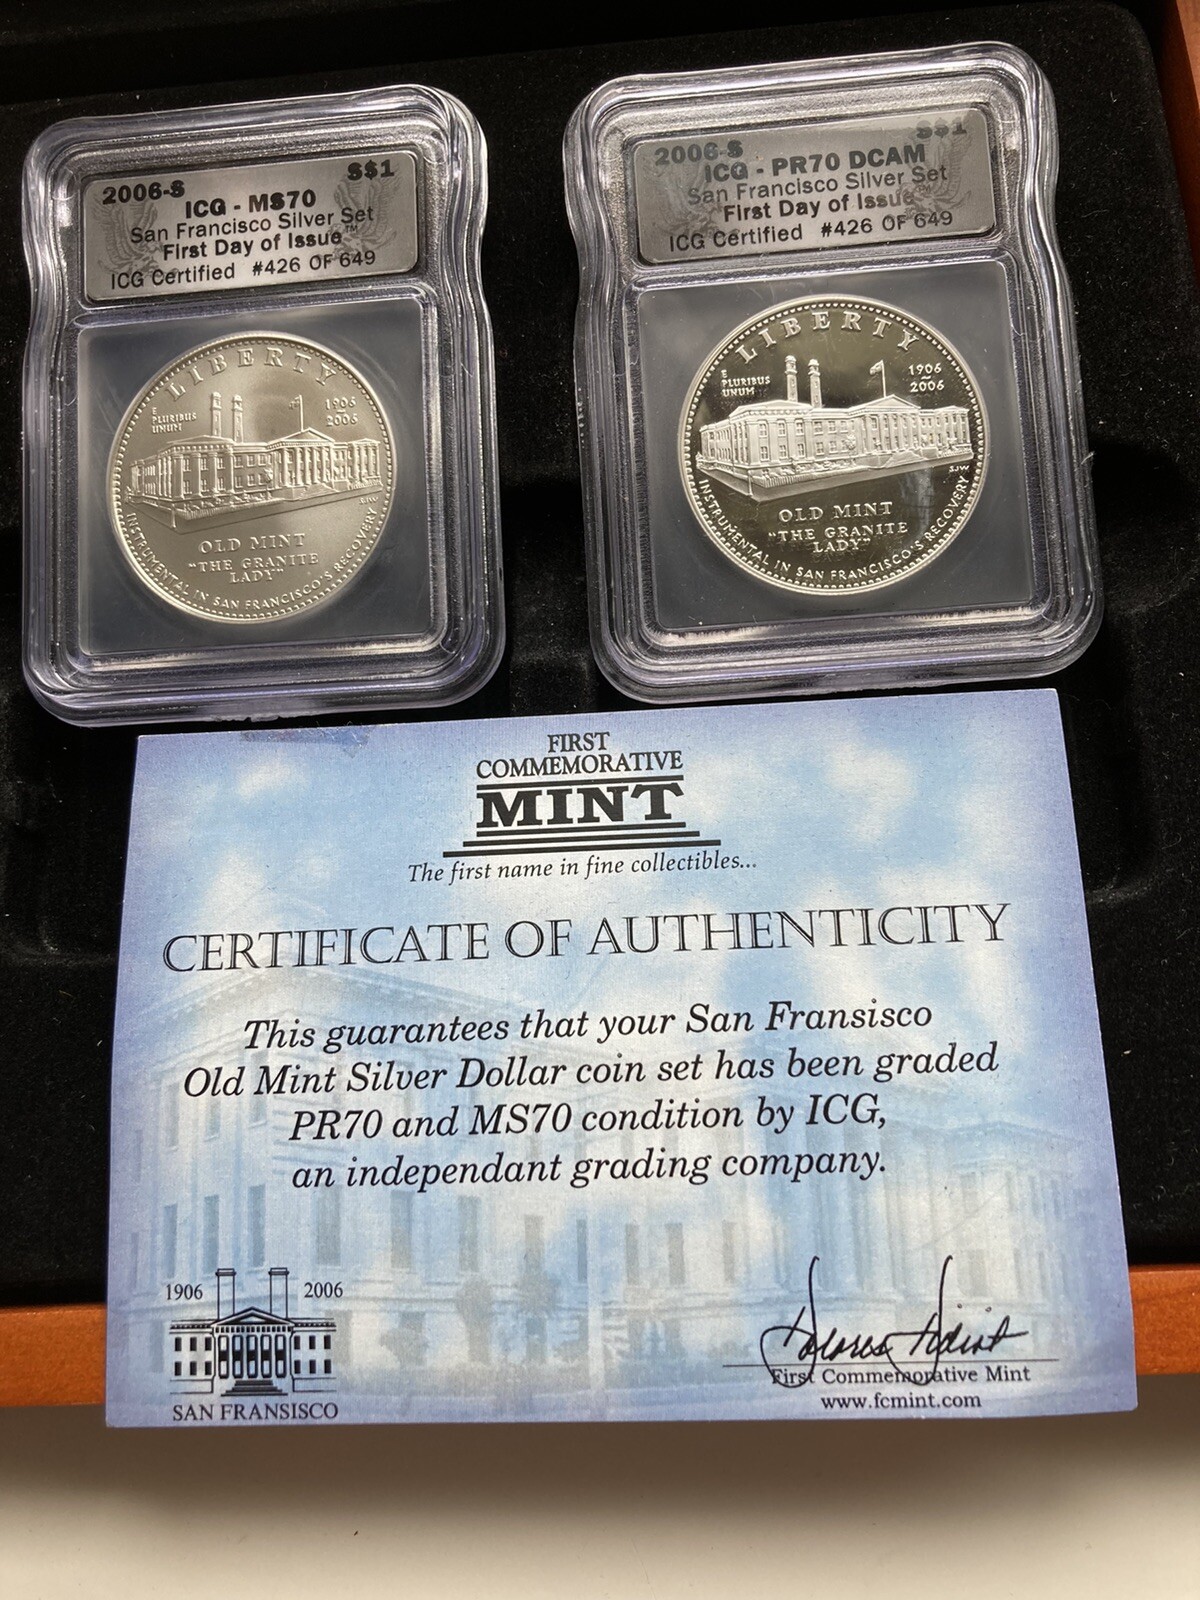 2006-S S$1
ICG - MS70
San Francisco Silver Set
First Day of Issue™
ICG Certified #426 OF 649
LIBERTY
E
PLURIBUS
UNUM
1906
2006
SJW
OLD MINT
"THE GRANITE
LADY"
INSTRUMENTAL IN SAN FRANCISCO'S RECOVERY
2006-S S$1
ICG - PR70 DCAM
San Francisco Silver Set
First Day of Issue™
ICG Certified #426 OF 649
LIBERTY
E
PLURIBUS
UNUM
1906
~
2006
SJW
OLD MINT
"THE GRANITE
LADY"
INSTRUMENTAL IN SAN FRANCISCO'S RECOVERY
FIRST
COMMEMORATIVE
MINT
The first name in fine collectibles...
CERTIFICATE OF AUTHENTICITY
This guarantees that your San Fransisco
Old Mint Silver Dollar coin set has been graded
PR70 and MS70 condition by ICG,
an independant grading company.
1906 2006
SAN FRANSISCO
First Commemorative Mint
www.fcmint.com